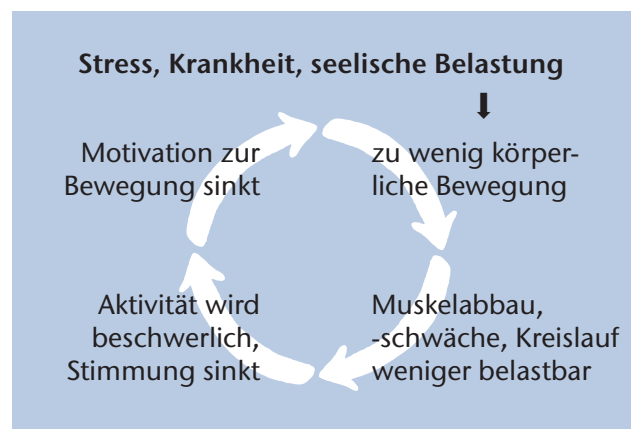 Stress, Krankheit, seelische Belastung
zu wenig körper-
liche Bewegung
Muskelabbau,
-schwäche, Kreislauf
weniger belastbar
Aktivität wird
beschwerlich,
Stimmung sinkt
Motivation zur
Bewegung sinkt